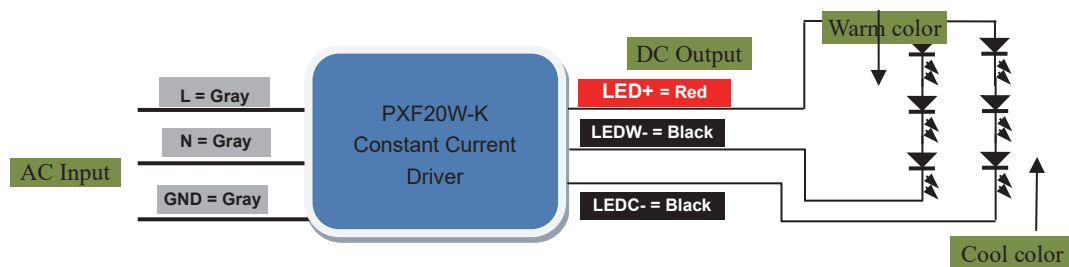 Warm color
DC Output
LED+ = Red
L = Gray
PXF20W-K
Constant Current
Driver
LEDW- = Black
N = Gray
AC Input
GND = Gray
LEDC- = Black
Cool color